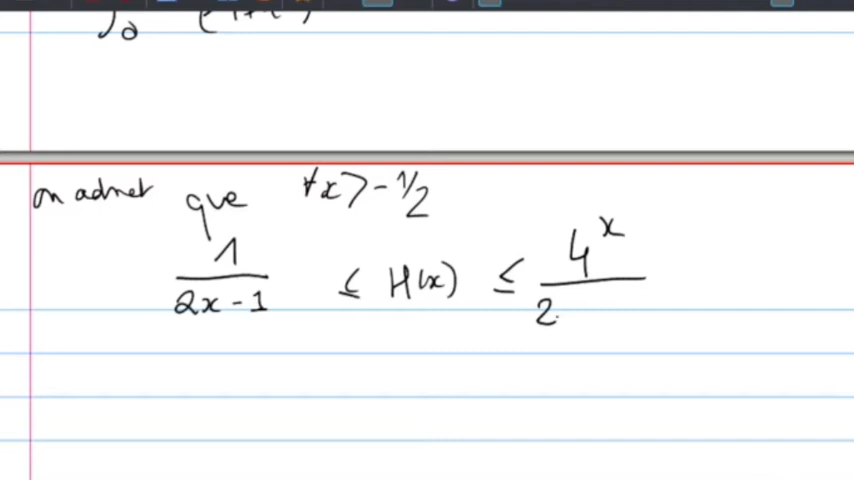 on admet que ∀x > -1/2
1/(2x - 1) ≤ H(x) ≤ 4^x/2